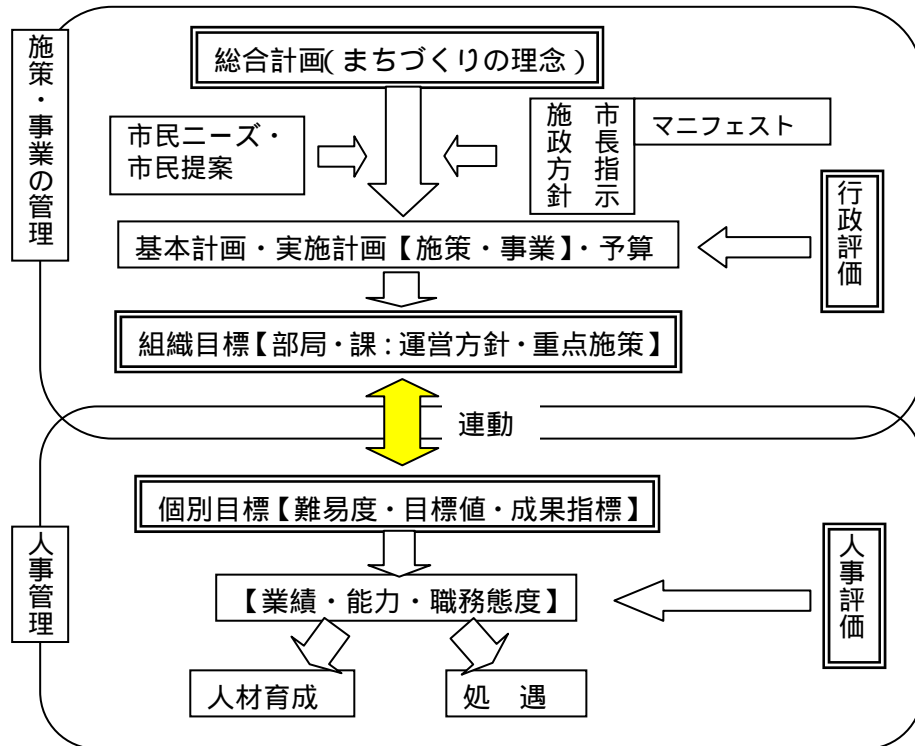 施策・事業の管理
総合計画(まちづくりの理念)
市民ニーズ・
市民提案
市長指示
施政方針
マニフェスト
行政評価
基本計画・実施計画【施策・事業】・予算
組織目標【部局・課:運営方針・重点施策】
連動
人事管理
個別目標【難易度・目標値・成果指標】
人事評価
【業績・能力・職務態度】
人材育成
処 遇